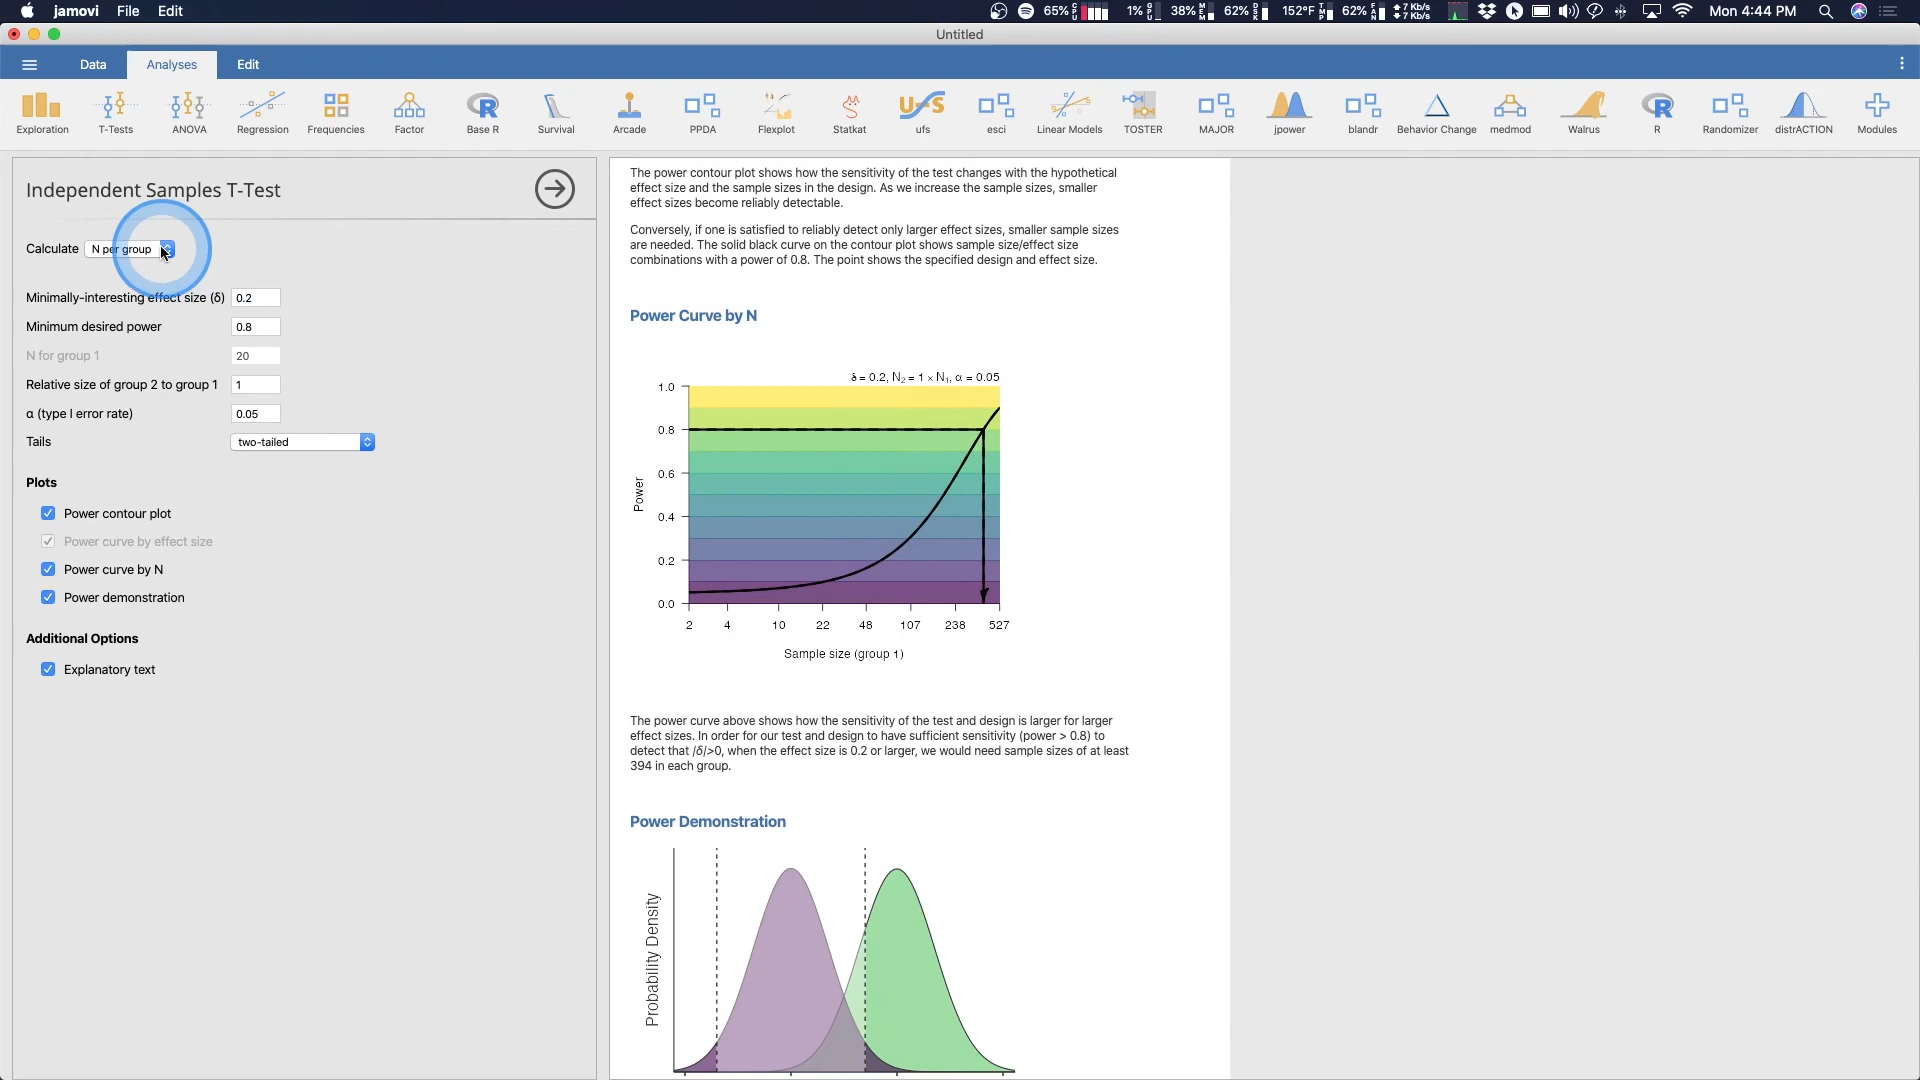 jamovi File Edit
65% CPU 1% GPU 38% MEM 62% DSK 152°F TMP 62% FAN 7 Kb/s 7 Kb/s Mon 4:44 PM
Untitled
Data Analyses Edit
Exploration T-Tests ANOVA Regression Frequencies Factor Base R Survival Arcade PPDA Flexplot Statkat ufs esci Linear Models TOSTER MAJOR jpower blandr Behavior Change medmod Walrus R Randomizer distrACTION Modules
Independent Samples T-Test
Calculate N per group
Minimally-interesting effect size (δ) 0.2
Minimum desired power 0.8
N for group 1 20
Relative size of group 2 to group 1 1
α (type I error rate) 0.05
Tails two-tailed
Plots
Power contour plot
Power curve by effect size
Power curve by N
Power demonstration
Additional Options
Explanatory text
The power contour plot shows how the sensitivity of the test changes with the hypothetical
effect size and the sample sizes in the design. As we increase the sample sizes, smaller
effect sizes become reliably detectable.
Conversely, if one is satisfied to reliably detect only larger effect sizes, smaller sample sizes
are needed. The solid black curve on the contour plot shows sample size/effect size
combinations with a power of 0.8. The point shows the specified design and effect size.
Power Curve by N
δ = 0.2, N₂ = 1 × N₁, α = 0.05
1.0
0.8
0.6
0.4
0.2
0.0
Power
2 4 10 22 48 107 238 527
Sample size (group 1)
The power curve above shows how the sensitivity of the test and design is larger for larger
effect sizes. In order for our test and design to have sufficient sensitivity (power > 0.8) to
detect that |δ|>0, when the effect size is 0.2 or larger, we would need sample sizes of at least
394 in each group.
Power Demonstration
Probability Density